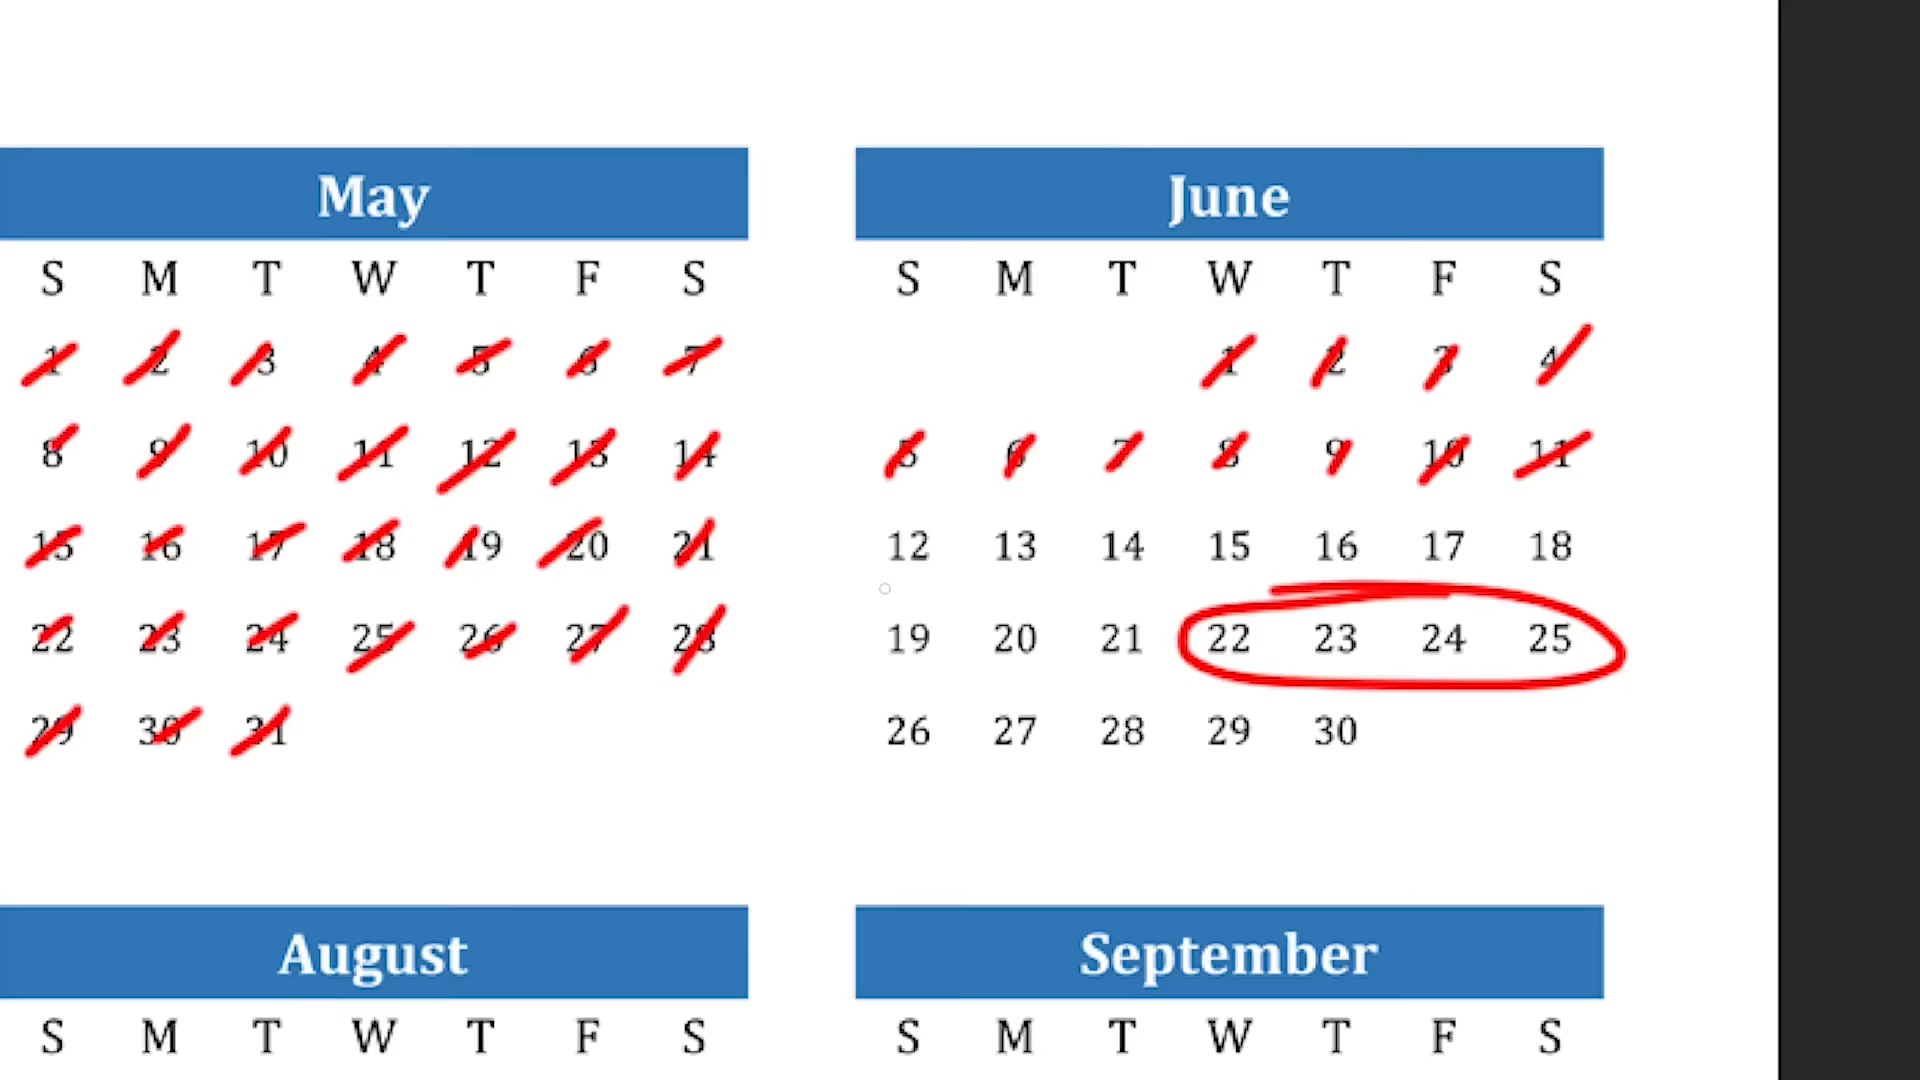 May
S M T W T F S
1 2 3 4 5 6 7
8 9 10 11 12 13 14
15 16 17 18 19 20 21
22 23 24 25 26 27 28
29 30 31
June
S M T W T F S
1 2 3 4
5 6 7 8 9 10 11
12 13 14 15 16 17 18
19 20 21 22 23 24 25
26 27 28 29 30
August
S M T W T F S
September
S M T W T F S